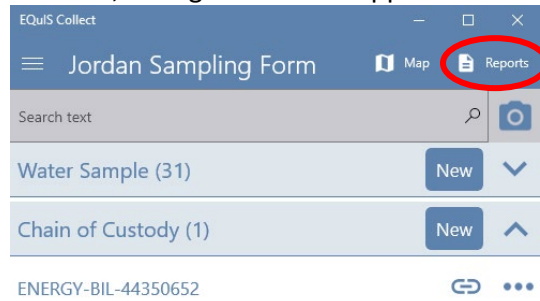 EQuIS Collect
Jordan Sampling Form Map Reports
Search text
Water Sample (31) New
Chain of Custody (1) New
ENERGY-BIL-44350652